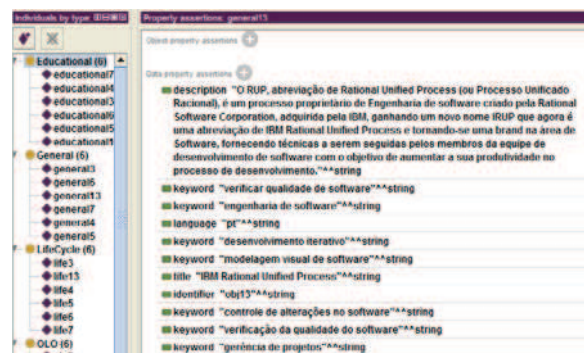 Individuals by type
Property assertions: general13
Educational (6)
educational7
educational4
educational3
educational6
educational5
educational1
General (6)
general3
general6
general13
general7
general4
general5
LifeCycle (6)
life3
life13
life4
life5
life6
life7
OLO (6)
Object property assertions
Data property assertions
description "O RUP, abreviação de Rational Unified Process (ou Processo Unificado
Racional), é um processo proprietário de Engenharia de software criado pela Rational
Software Corporation, adquirida pela IBM, ganhando um novo nome IRUP que agora é
uma abreviação de IBM Rational Unified Process e tornando-se uma brand na área de
Software, fornecendo técnicas a serem seguidas pelos membros da equipe de
desenvolvimento de software com o objetivo de aumentar a sua produtividade no
processo de desenvolvimento."^^string
keyword "verificar qualidade de software"^^string
keyword "engenharia de software"^^string
language "pt"^^string
keyword "desenvolvimento iterativo"^^string
keyword "modelagem visual de software"^^string
title "IBM Rational Unified Process"^^string
identifier "obj13"^^string
keyword "controle de alterações no software"^^string
keyword "verificação da qualidade do software"^^string
keyword "gerência de projetos"^^string